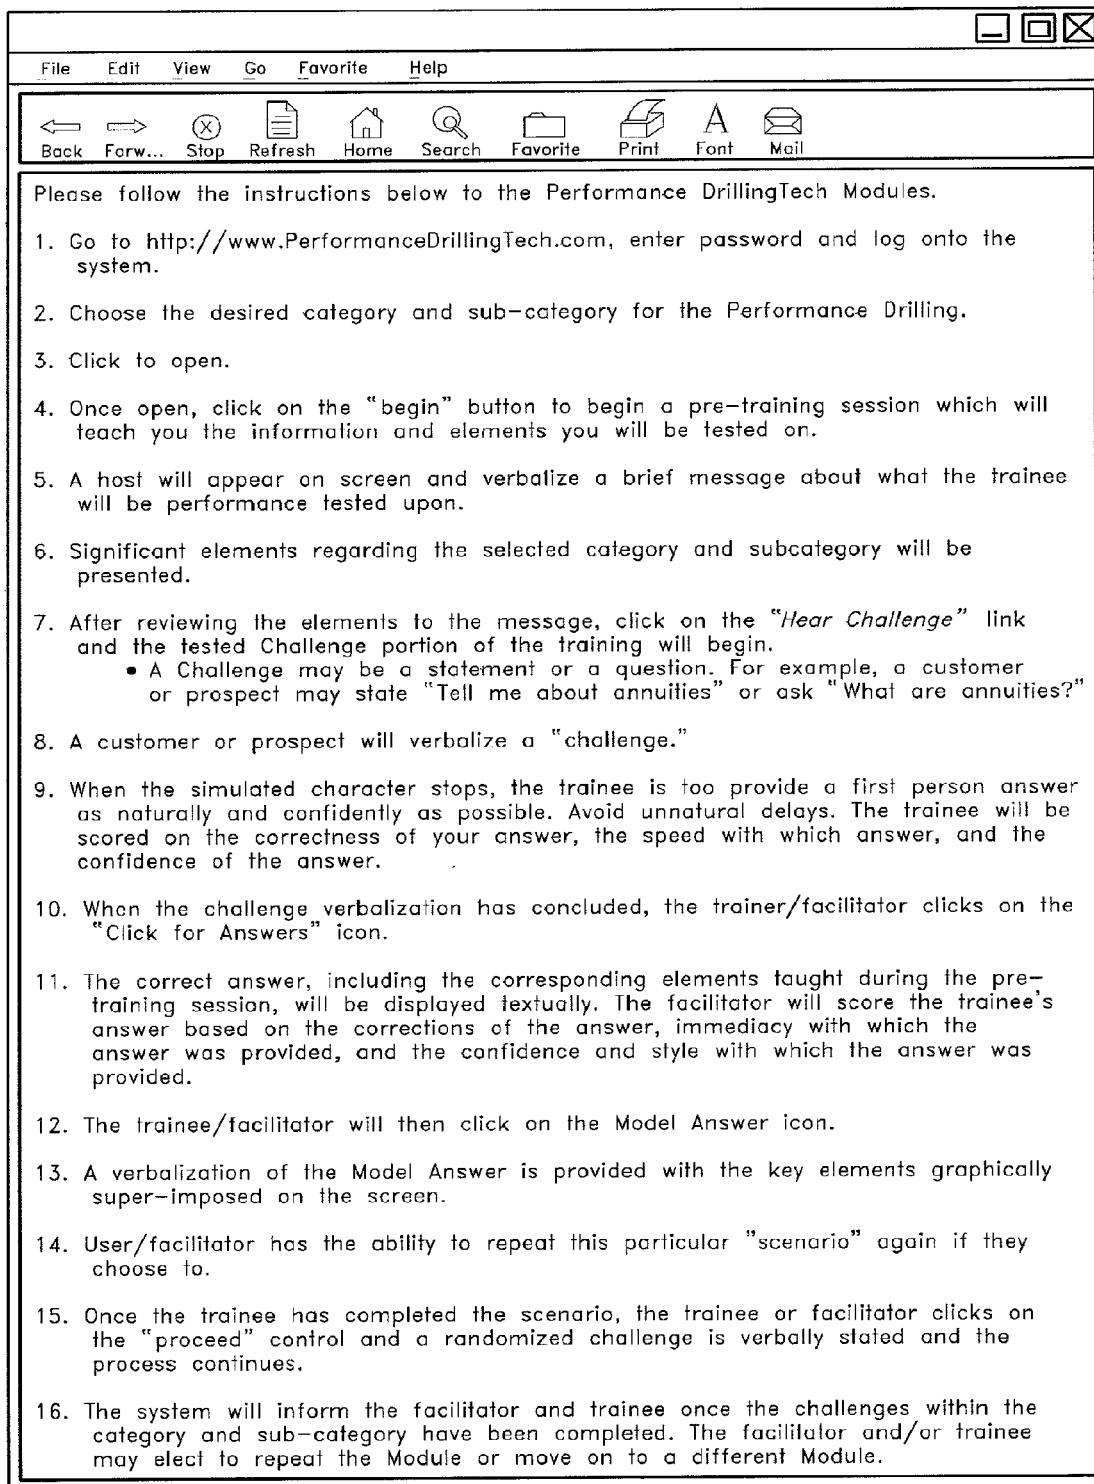 File Edit View Go Favorite Help
Back Forw... Stop Refresh Home Search Favorite Print Font Mail
Please follow the instructions below to the Performance DrillingTech Modules.
1. Go to http://www.PerformanceDrillingTech.com, enter password and log onto the
system.
2. Choose the desired category and sub-category for the Performance Drilling.
3. Click to open.
4. Once open, click on the "begin" button to begin a pre-training session which will
teach you the information and elements you will be tested on.
5. A host will appear on screen and verbalize a brief message about what the trainee
will be performance tested upon.
6. Significant elements regarding the selected category and subcategory will be
presented.
7. After reviewing the elements to the message, click on the "Hear Challenge" link
and the tested Challenge portion of the training will begin.
• A Challenge may be a statement or a question. For example, a customer
or prospect may state "Tell me about annuities" or ask "What are annuities?"
8. A customer or prospect will verbalize a "challenge."
9. When the simulated character stops, the trainee is too provide a first person answer
as naturally and confidently as possible. Avoid unnatural delays. The trainee will be
scored on the correctness of your answer, the speed with which answer, and the
confidence of the answer.
10. When the challenge verbalization has concluded, the trainer/facilitator clicks on the
"Click for Answers" icon.
11. The correct answer, including the corresponding elements taught during the pre-
training session, will be displayed textually. The facilitator will score the trainee's
answer based on the corrections of the answer, immediacy with which the
answer was provided, and the confidence and style with which the answer was
provided.
12. The trainee/facilitator will then click on the Model Answer icon.
13. A verbalization of the Model Answer is provided with the key elements graphically
super-imposed on the screen.
14. User/facilitator has the ability to repeat this particular "scenario" again if they
choose to.
15. Once the trainee has completed the scenario, the trainee or facilitator clicks on
the "proceed" control and a randomized challenge is verbally stated and the
process continues.
16. The system will inform the facilitator and trainee once the challenges within the
category and sub-category have been completed. The facilitator and/or trainee
may elect to repeat the Module or move on to a different Module.